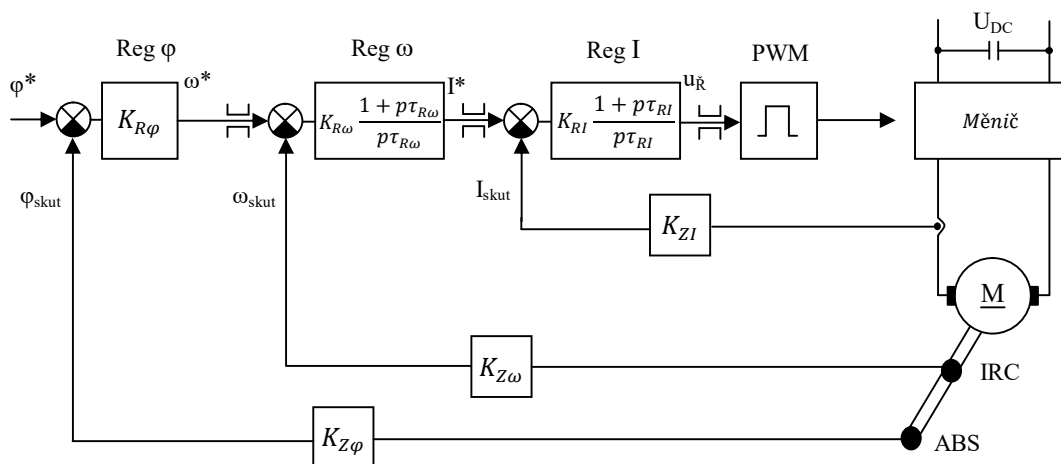 U_DC
Reg φ
Reg ω
Reg I
PWM
φ*
K_Rφ
ω*
K_Rω (1 + pτ_Rω)/(pτ_Rω)
I*
K_RI (1 + pτ_RI)/(pτ_RI)
u_Ř
Měnič
φ_skut
ω_skut
I_skut
K_ZI
M
K_Zω
IRC
K_Zφ
ABS